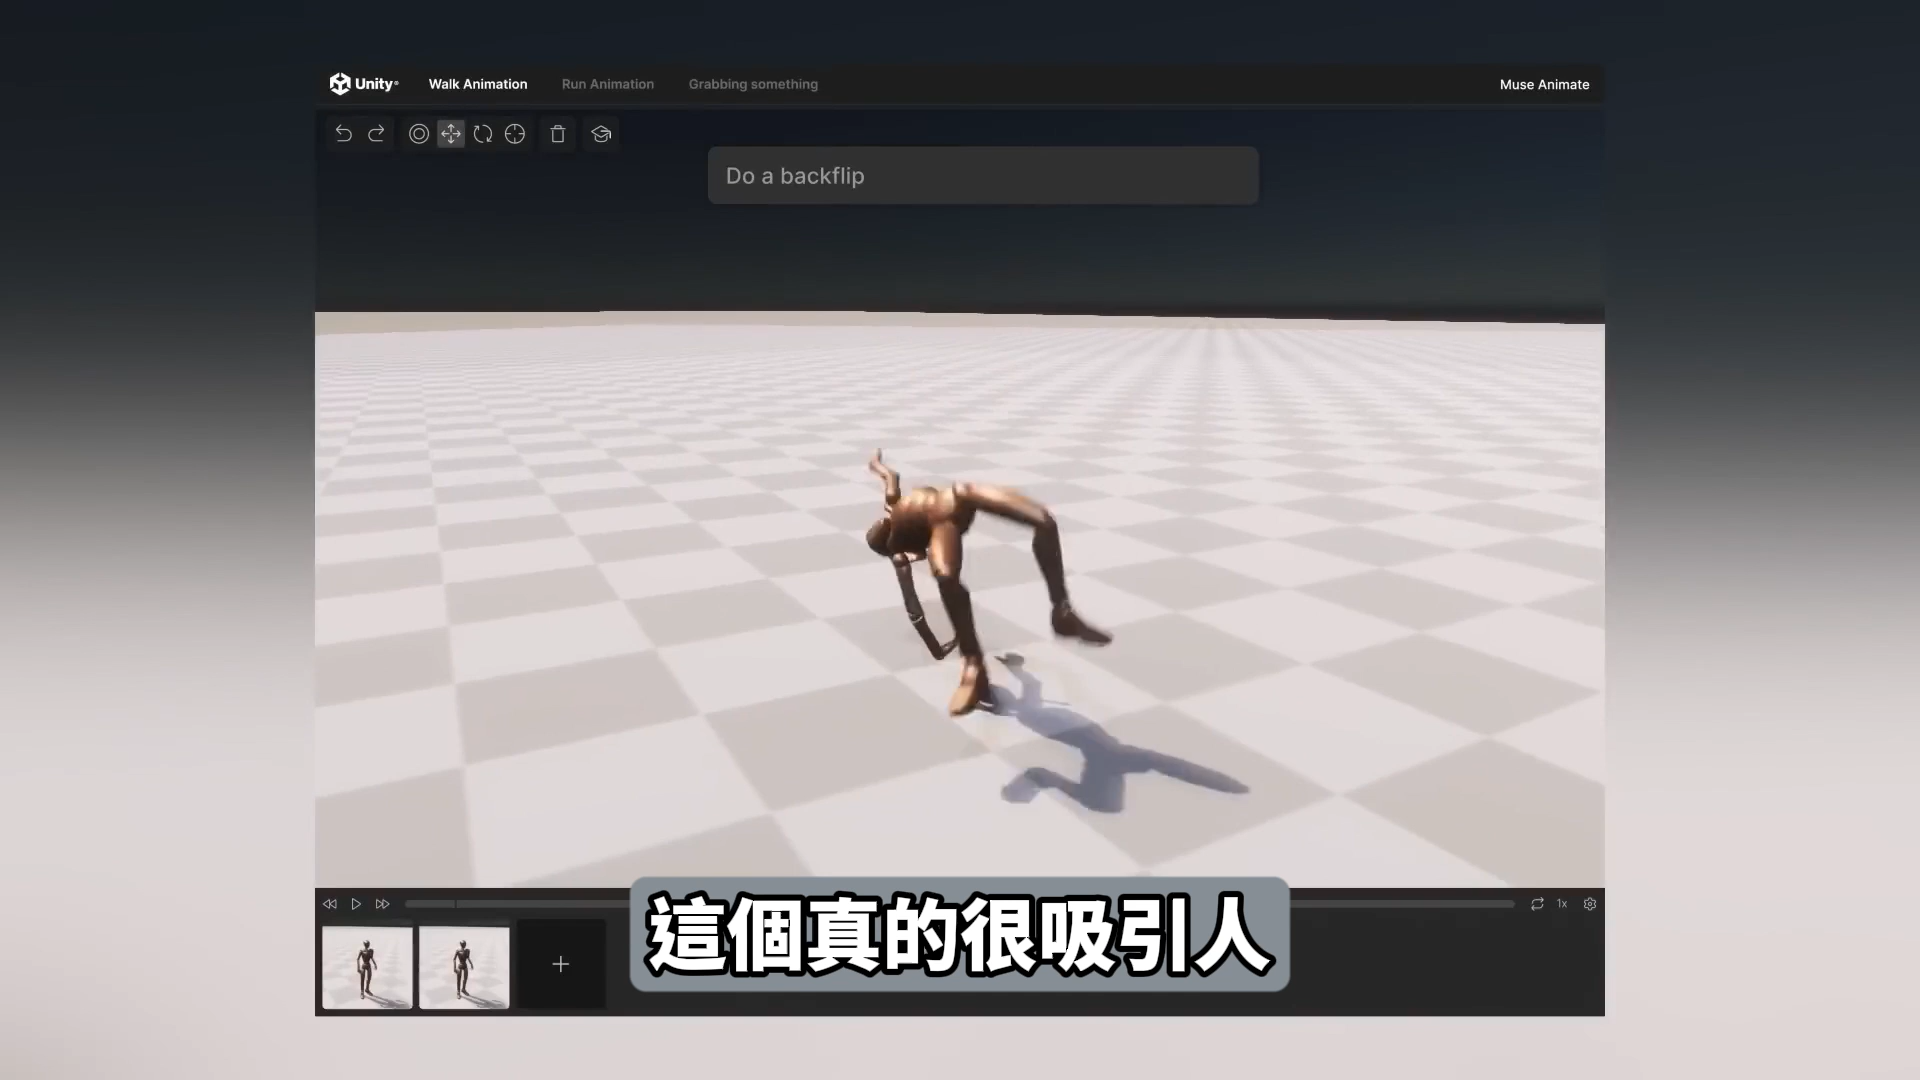 Unity
Walk Animation
Run Animation
Grabbing something
Muse Animate
Do a backflip
1x
這個真的很吸引人